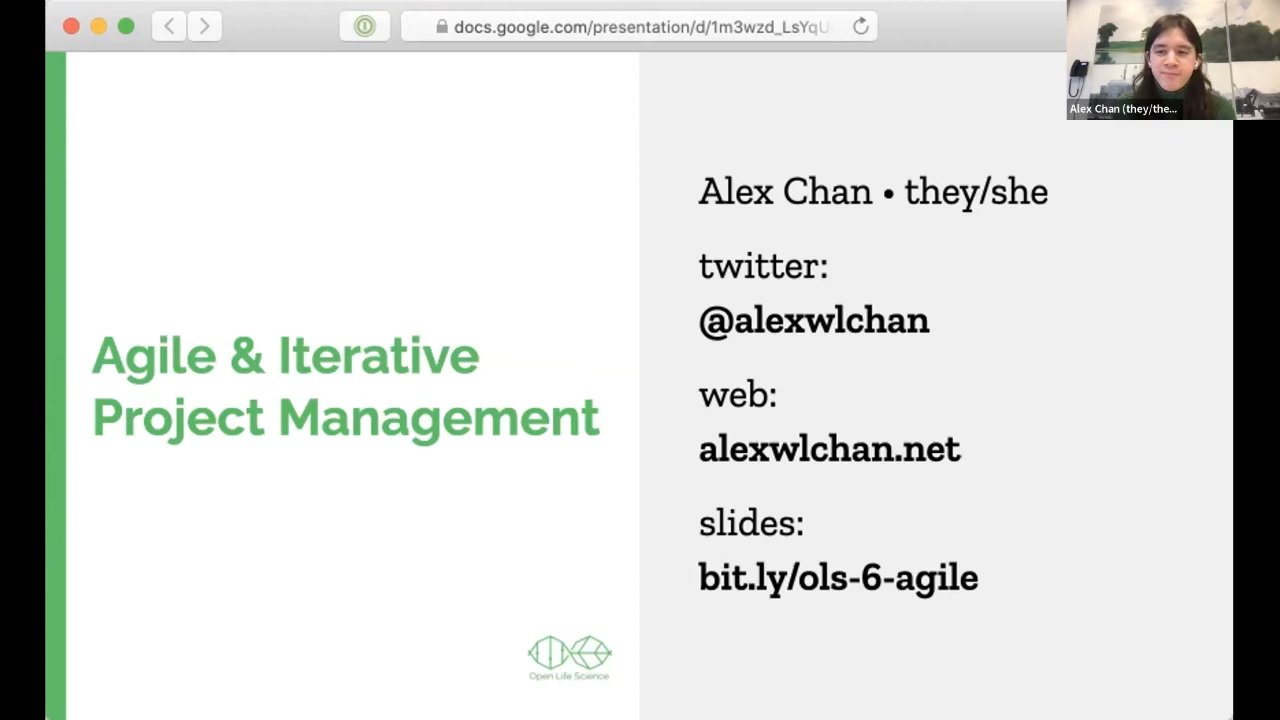 docs.google.com/presentation/d/1m3wzd_LsYqU
Alex Chan (they/the...
Alex Chan • they/she
twitter:
@alexwlchan
Agile & Iterative
Project Management
web:
alexwlchan.net
slides:
bit.ly/ols-6-agile
Open Life Science